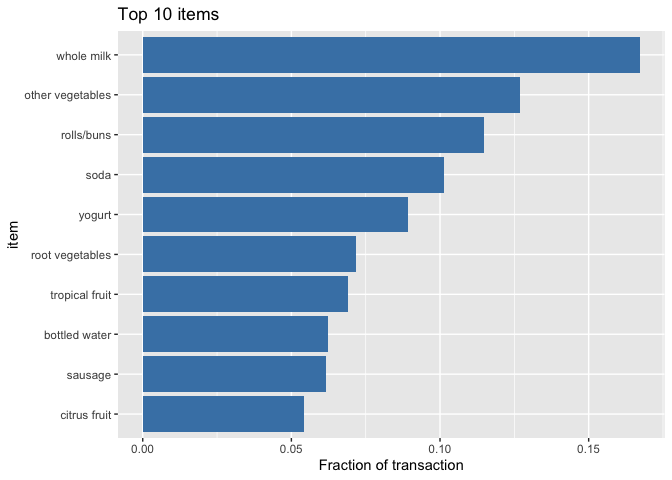 Top 10 items
whole milk
other vegetables
rolls/buns
soda
yogurt
root vegetables
tropical fruit
bottled water
sausage
citrus fruit
item
0.00 0.05 0.10 0.15
Fraction of transaction